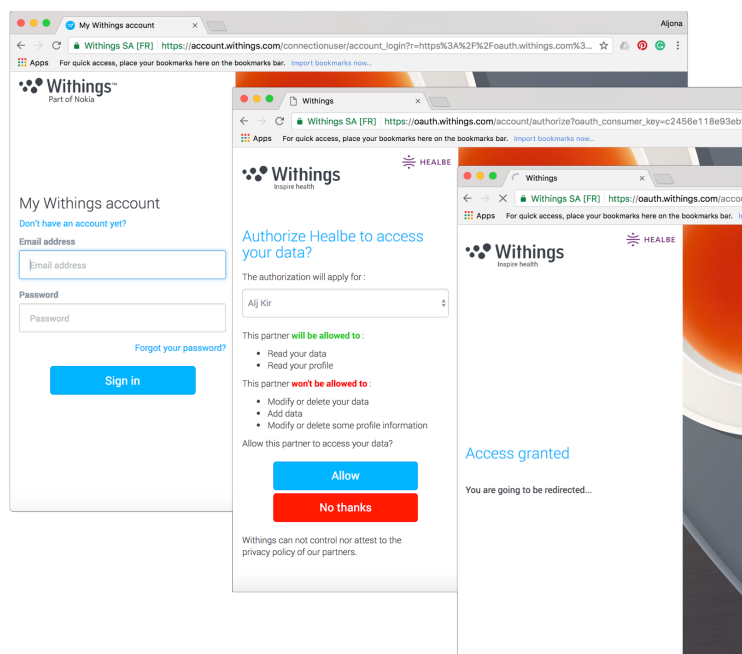 My Withings account
Aljona
Withings SA [FR] https://account.withings.com/connectionuser/account_login?r=https%3A%2F%2Foauth.withings.com%3...
Apps For quick access, place your bookmarks here on the bookmarks bar. Import bookmarks now...
Withings™
Part of Nokia
My Withings account
Don't have an account yet?
Email address
Email address
Password
Password
Forgot your password?
Sign in
Withings
Withings SA [FR] https://oauth.withings.com/account/authorize?oauth_consumer_key=c2456e118e93eb
Apps For quick access, place your bookmarks here on the bookmarks bar. Import bookmarks now...
HEALBE
Withings
Inspire health
Authorize Healbe to access
your data?
The authorization will apply for :
Alj Kir
This partner will be allowed to :
• Read your data
• Read your profile
This partner won't be allowed to :
• Modify or delete your data
• Add data
• Modify or delete some profile information
Allow this partner to access your data?
Allow
No thanks
Withings can not control nor attest to the
privacy policy of our partners.
Withings
Withings SA [FR] https://oauth.withings.com/accou
Apps For quick access, place your bookmarks here on the bookmarks bar.
HEALBE
Withings
Inspire health
Access granted
You are going to be redirected...